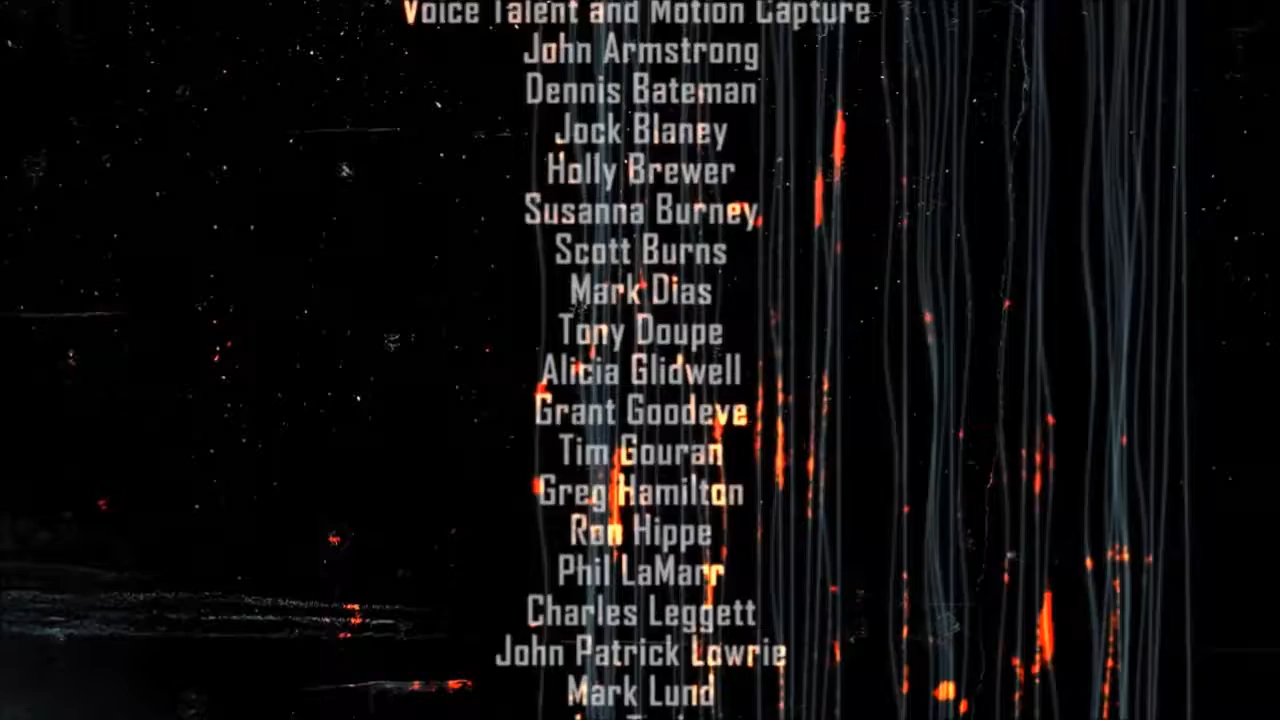 Voice Talent and Motion Capture
John Armstrong
Dennis Bateman
Jock Blaney
Holly Brewer
Susanna Burney
Scott Burns
Mark Dias
Tony Doupe
Alicia Glidwell
Grant Goodeve
Tim Gouran
Greg Hamilton
Ron Hippe
Phil LaMarr
Charles Leggett
John Patrick Lowrie
Mark Lund